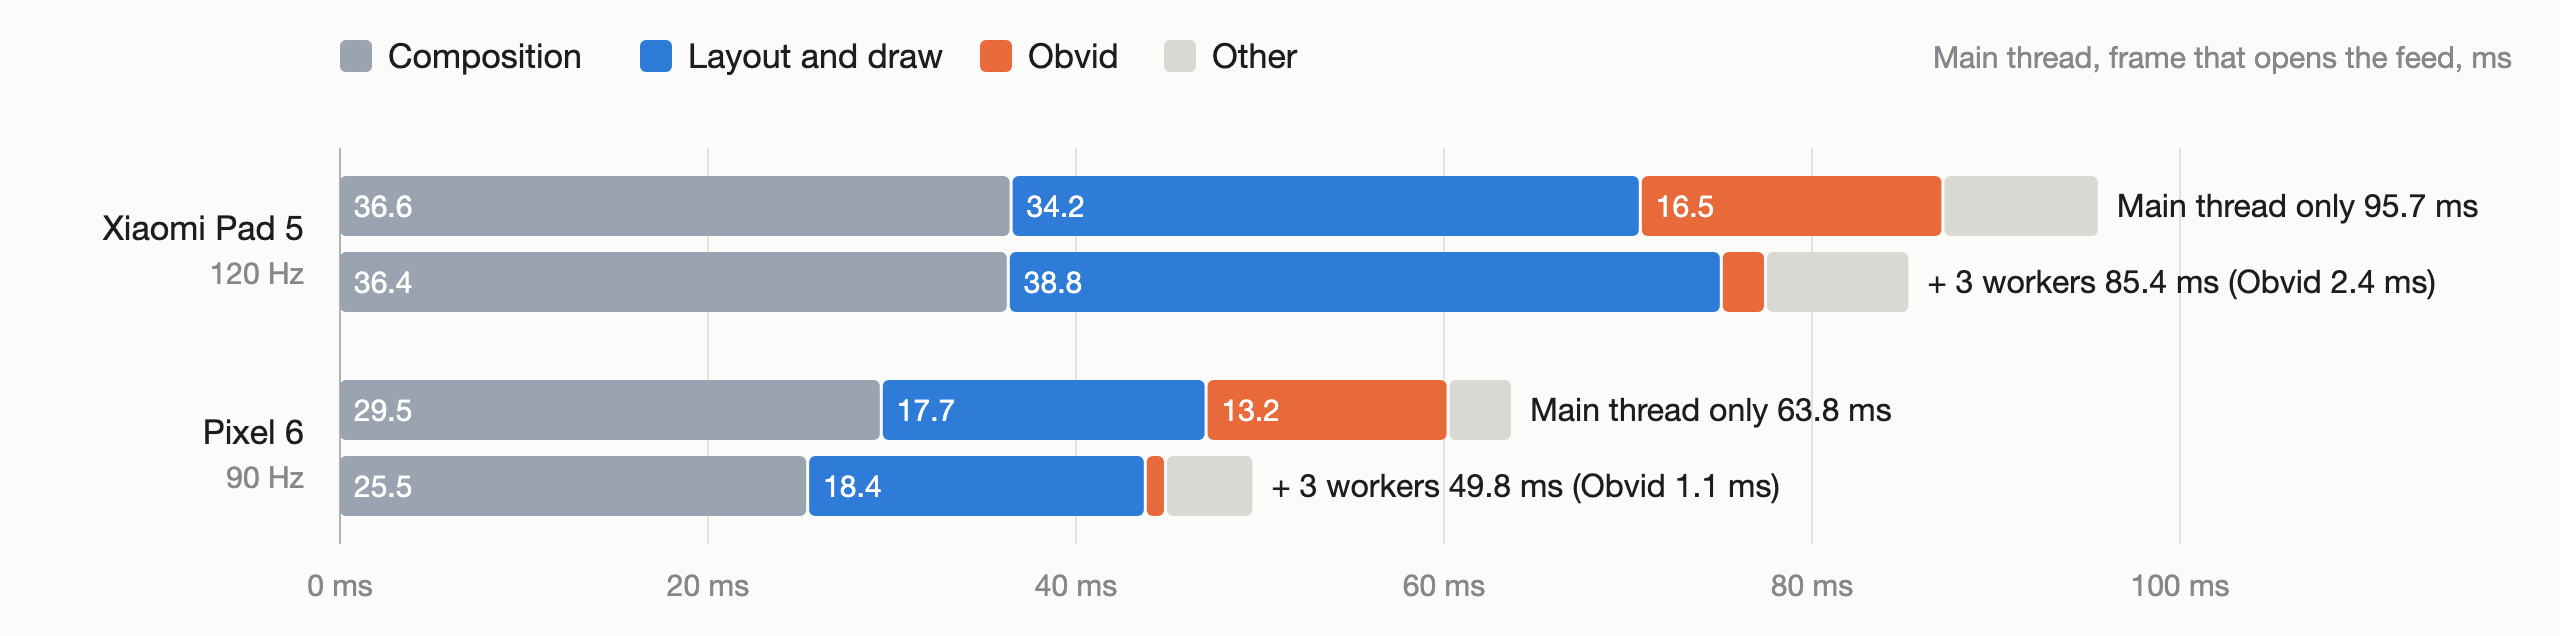 Composition Layout and draw Obvid Other
Main thread, frame that opens the feed, ms
Xiaomi Pad 5
120 Hz
36.6 34.2 16.5 Main thread only 95.7 ms
36.4 38.8 + 3 workers 85.4 ms (Obvid 2.4 ms)
Pixel 6
90 Hz
29.5 17.7 13.2 Main thread only 63.8 ms
25.5 18.4 + 3 workers 49.8 ms (Obvid 1.1 ms)
0 ms 20 ms 40 ms 60 ms 80 ms 100 ms